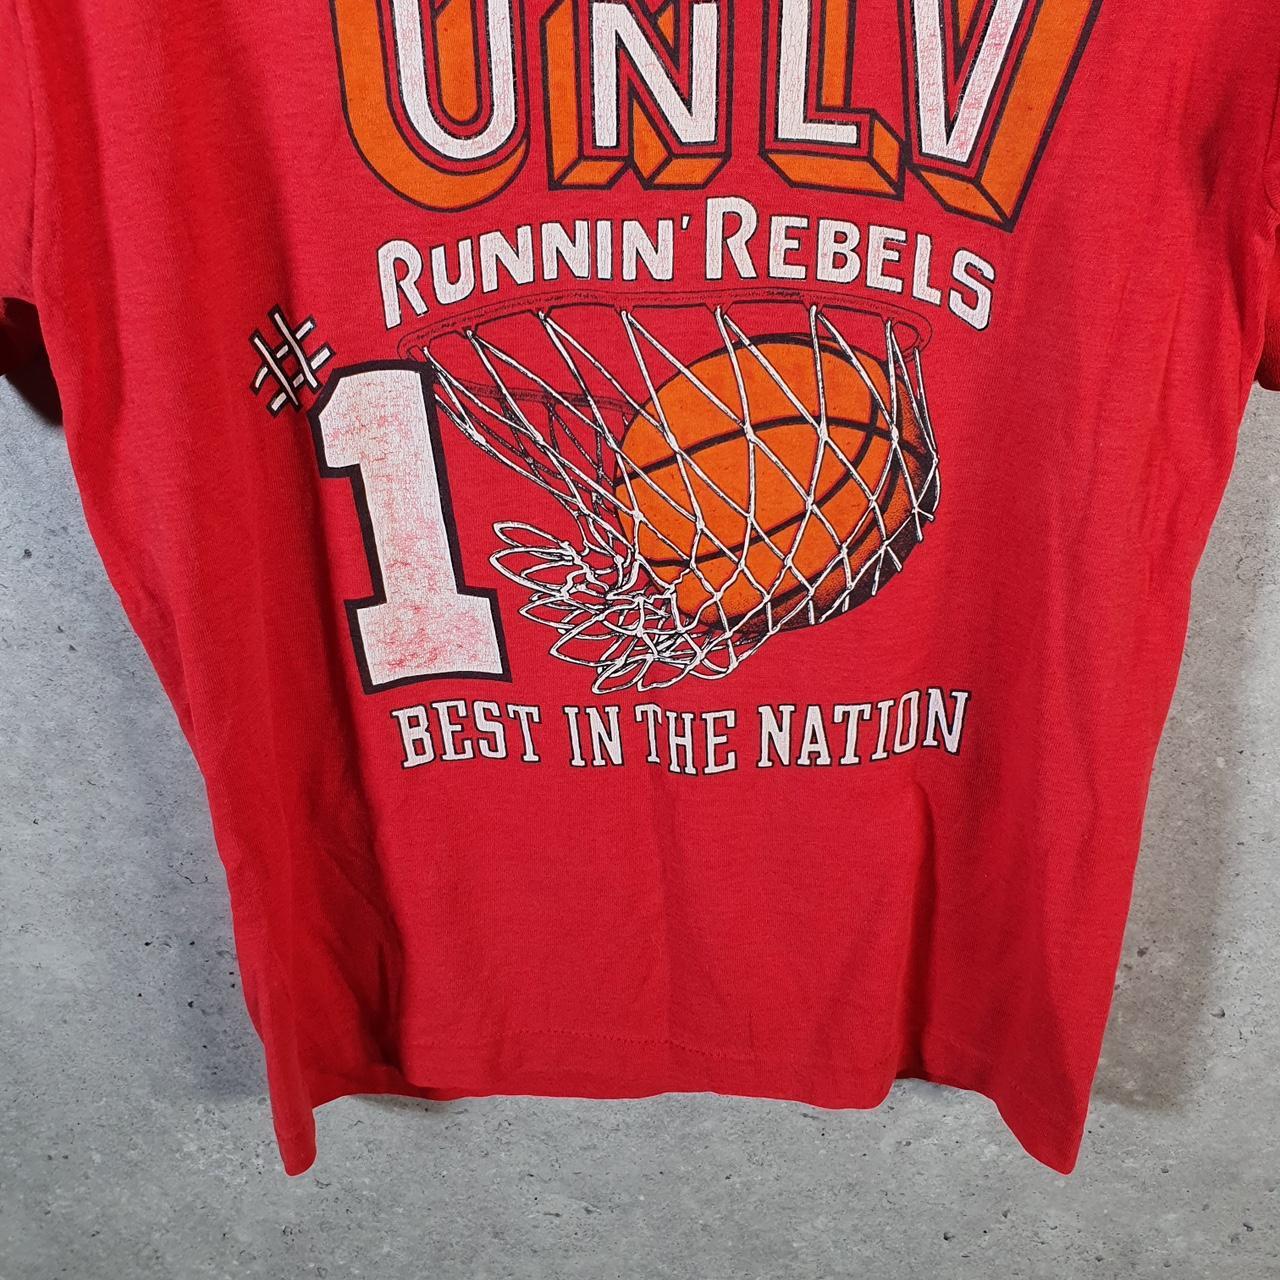 UNLV
RUNNIN' REBELS
#1
BEST IN THE NATION